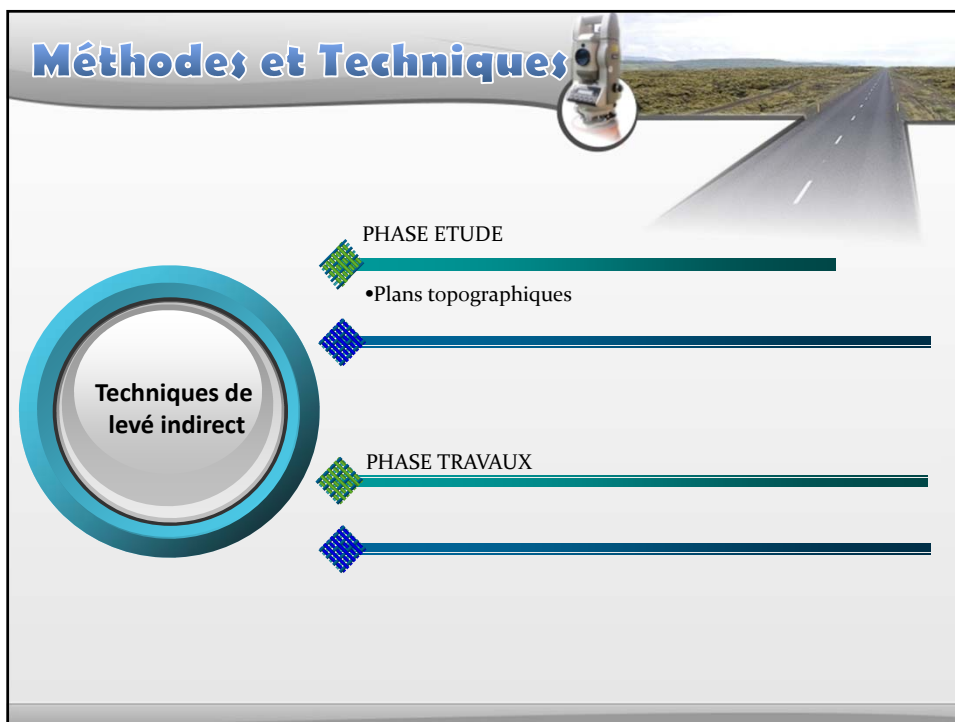 Méthodes et Techniques
PHASE ETUDE
•Plans topographiques
Techniques de
levé indirect
PHASE TRAVAUX